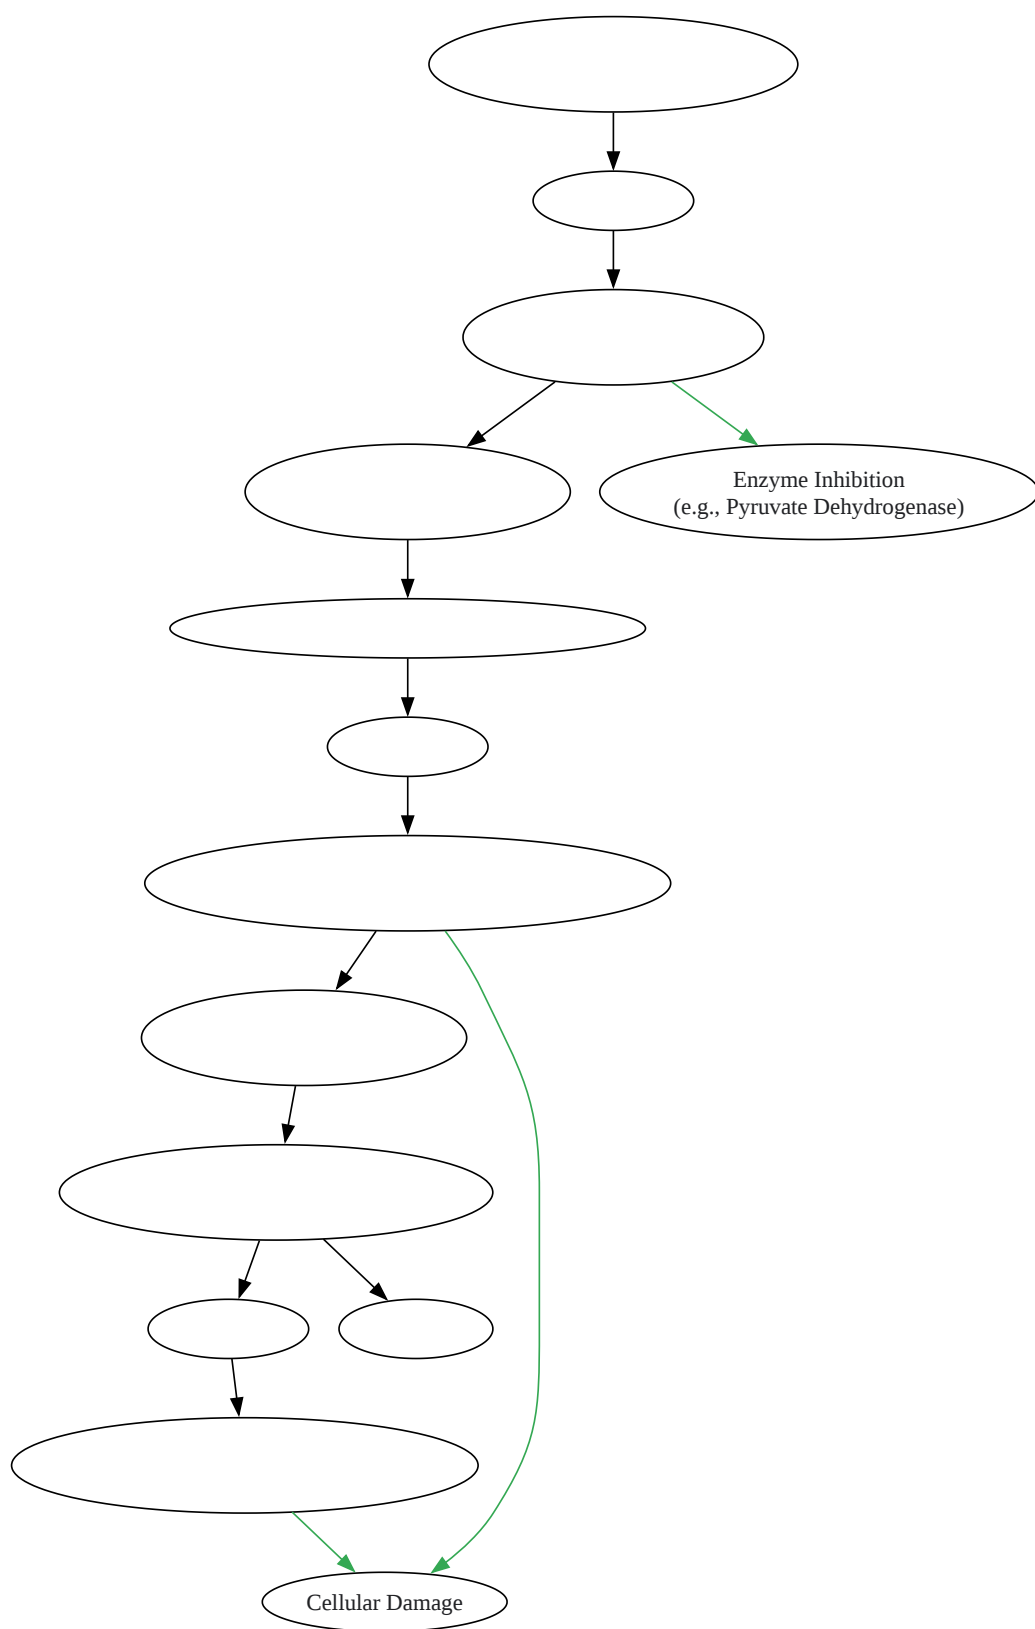 Enzyme Inhibition
(e.g., Pyruvate Dehydrogenase)
Cellular Damage